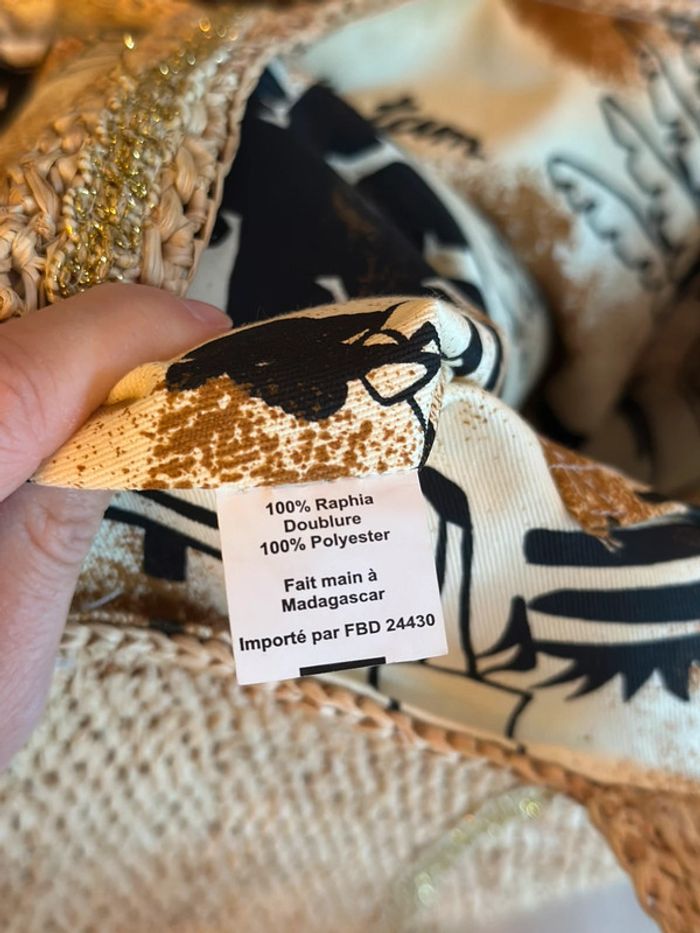 100% Raphia
Doublure
100% Polyester
Fait main à
Madagascar
Importé par FBD 24430